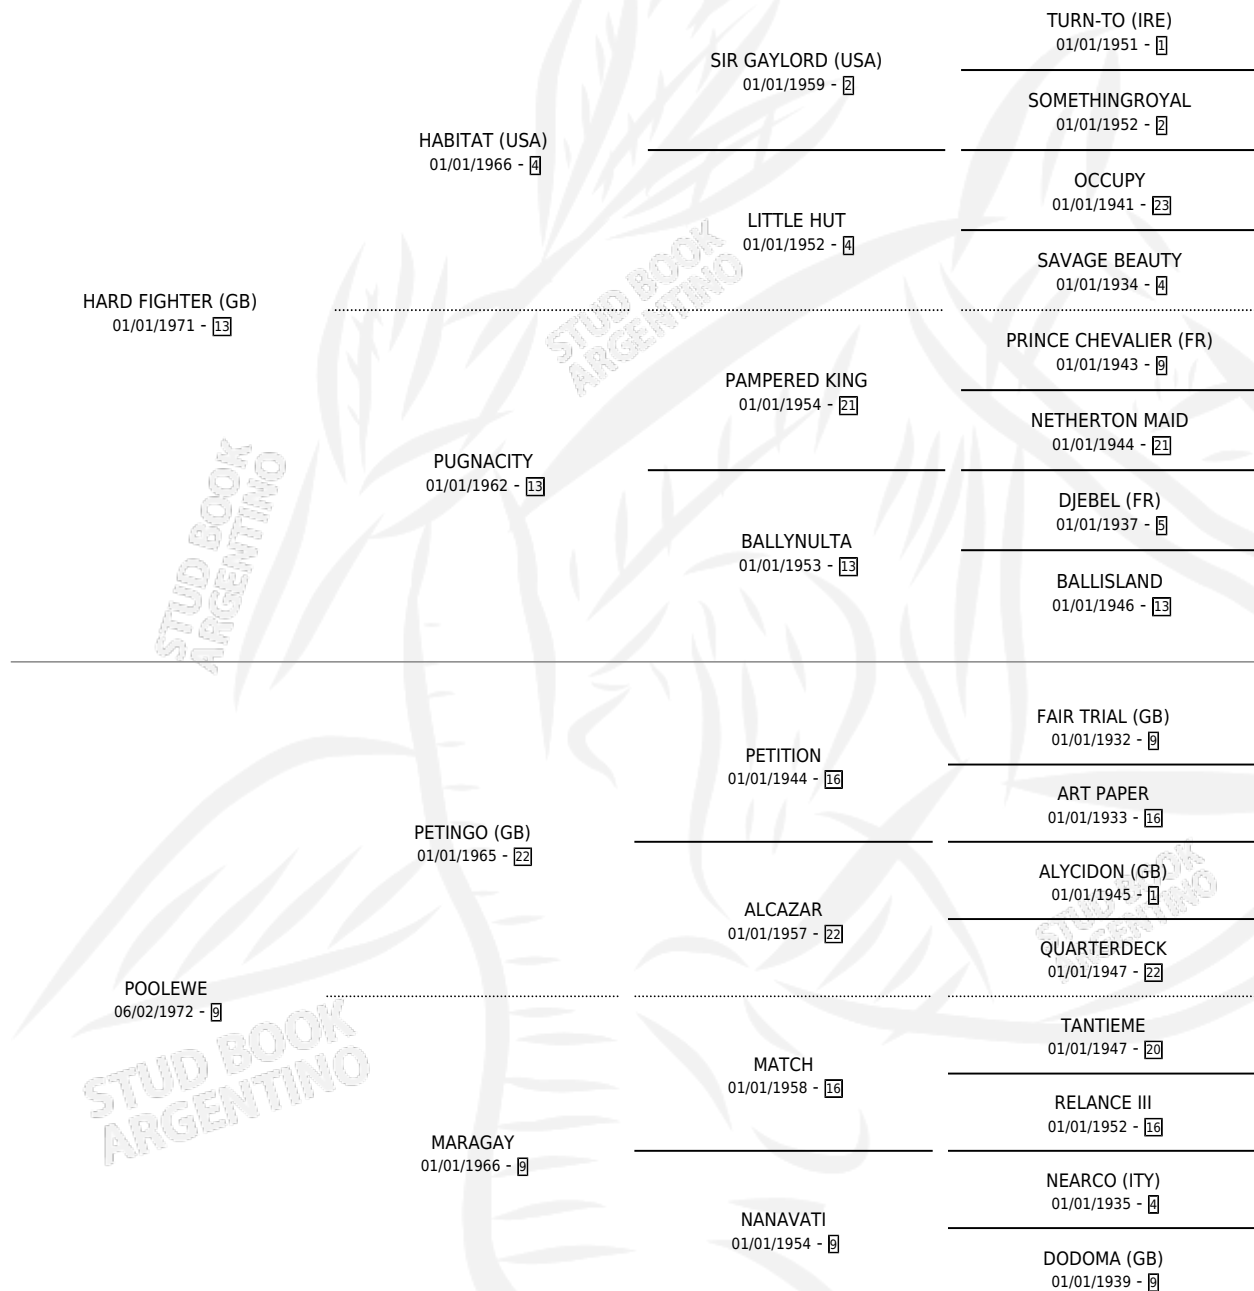 TURN-TO (IRE)
01/01/1951 - 1
SIR GAYLORD (USA)
01/01/1959 - 2
SOMETHINGROYAL
01/01/1952 - 2
HABITAT (USA)
01/01/1966 - 4
OCCUPY
01/01/1941 - 23
LITTLE HUT
01/01/1952 - 4
SAVAGE BEAUTY
01/01/1934 - 4
HARD FIGHTER (GB)
01/01/1971 - 13
PRINCE CHEVALIER (FR)
01/01/1943 - 9
PAMPERED KING
01/01/1954 - 21
NETHERTON MAID
01/01/1944 - 21
PUGNACITY
01/01/1962 - 13
DJEBEL (FR)
01/01/1937 - 5
BALLYNULTA
01/01/1953 - 13
BALLISLAND
01/01/1946 - 13
FAIR TRIAL (GB)
01/01/1932 - 9
PETITION
01/01/1944 - 16
ART PAPER
01/01/1933 - 16
PETINGO (GB)
01/01/1965 - 22
ALYCIDON (GB)
01/01/1945 - 1
ALCAZAR
01/01/1957 - 22
QUARTERDECK
01/01/1947 - 22
POOLEWE
06/02/1972 - 9
TANTIEME
01/01/1947 - 20
MATCH
01/01/1958 - 16
RELANCE III
01/01/1952 - 16
MARAGAY
01/01/1966 - 9
NEARCO (ITY)
01/01/1935 - 4
NANAVATI
01/01/1954 - 9
DODOMA (GB)
01/01/1939 - 9
STUD BOOK
ARGENTINO
STUD BOOK
ARGENTINO
STUD BOOK
ARGENTINO
STUD BOOK
ARGENTINO